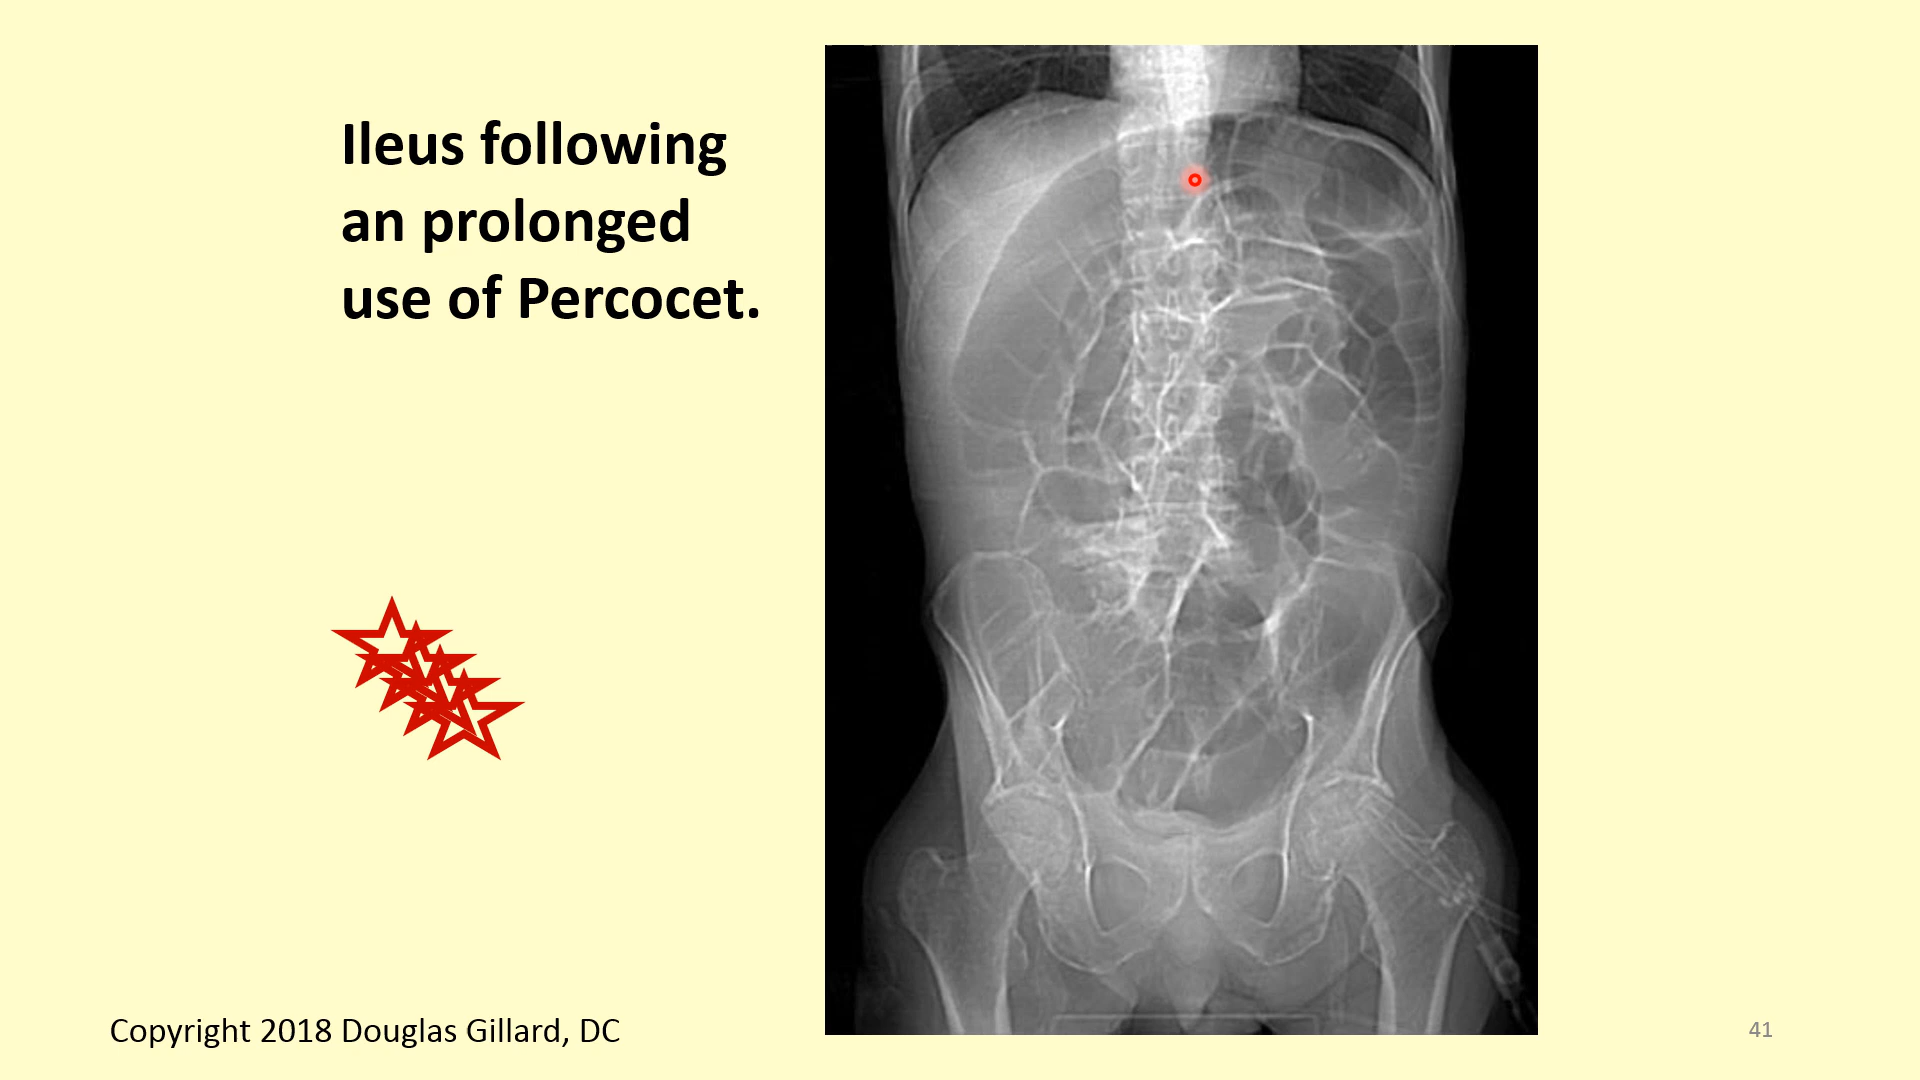 Ileus following
an prolonged
use of Percocet.
Copyright 2018 Douglas Gillard, DC
41